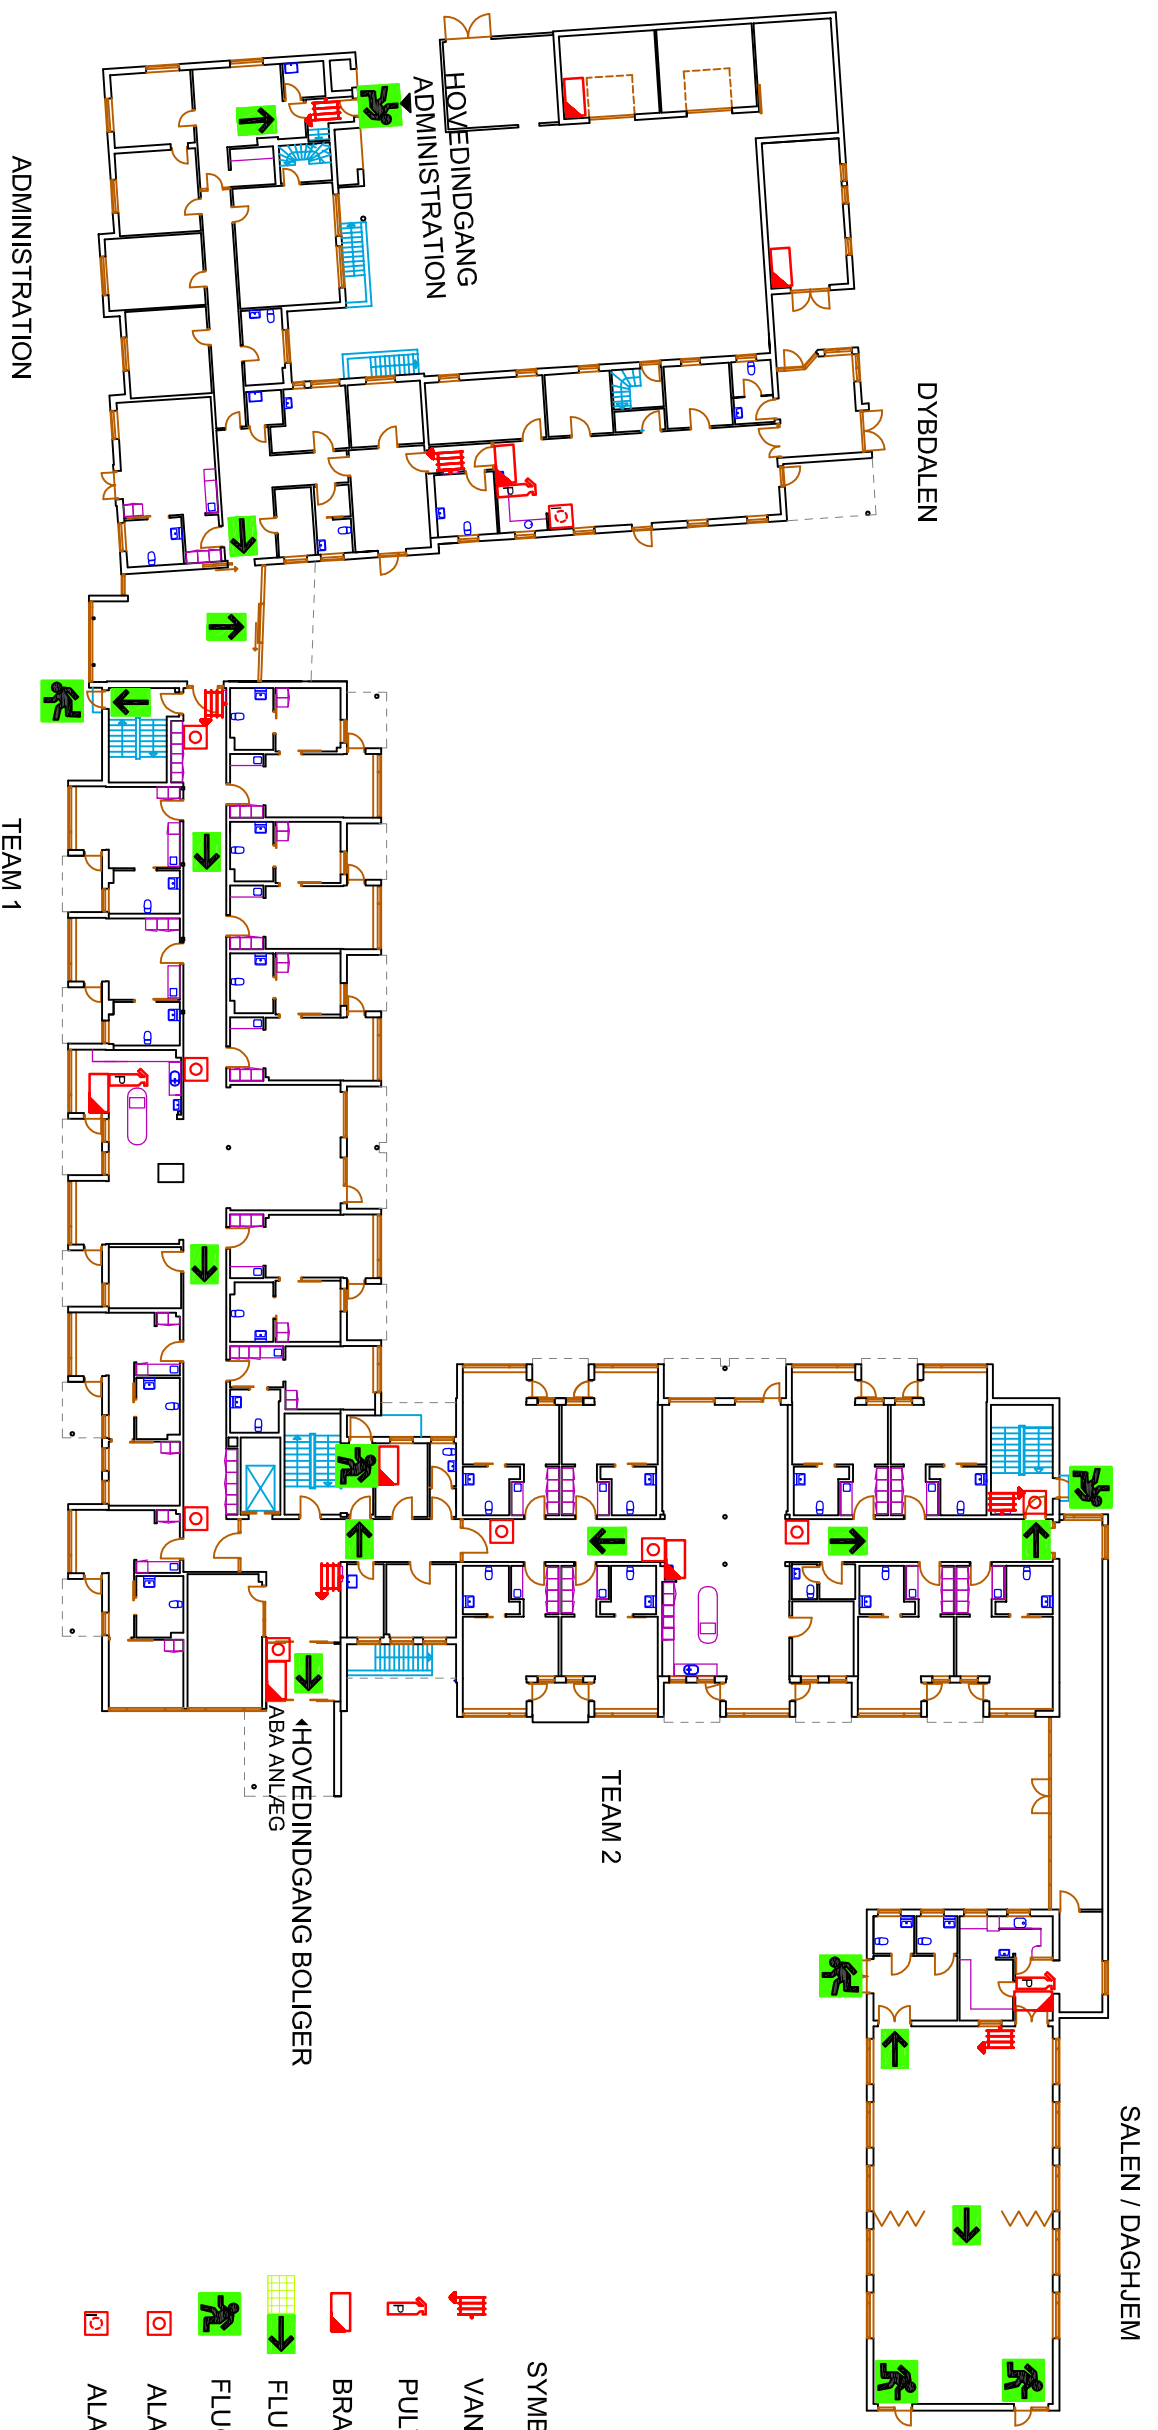 HOVEDINDGANG
ADMINISTRATION
ADMINISTRATION
DYBDALEN
TEAM 1
HOVEDINDGANG BOLIGER
ABA ANLÆG
TEAM 2
SALEN / DAGHJEM
P
P
P
P